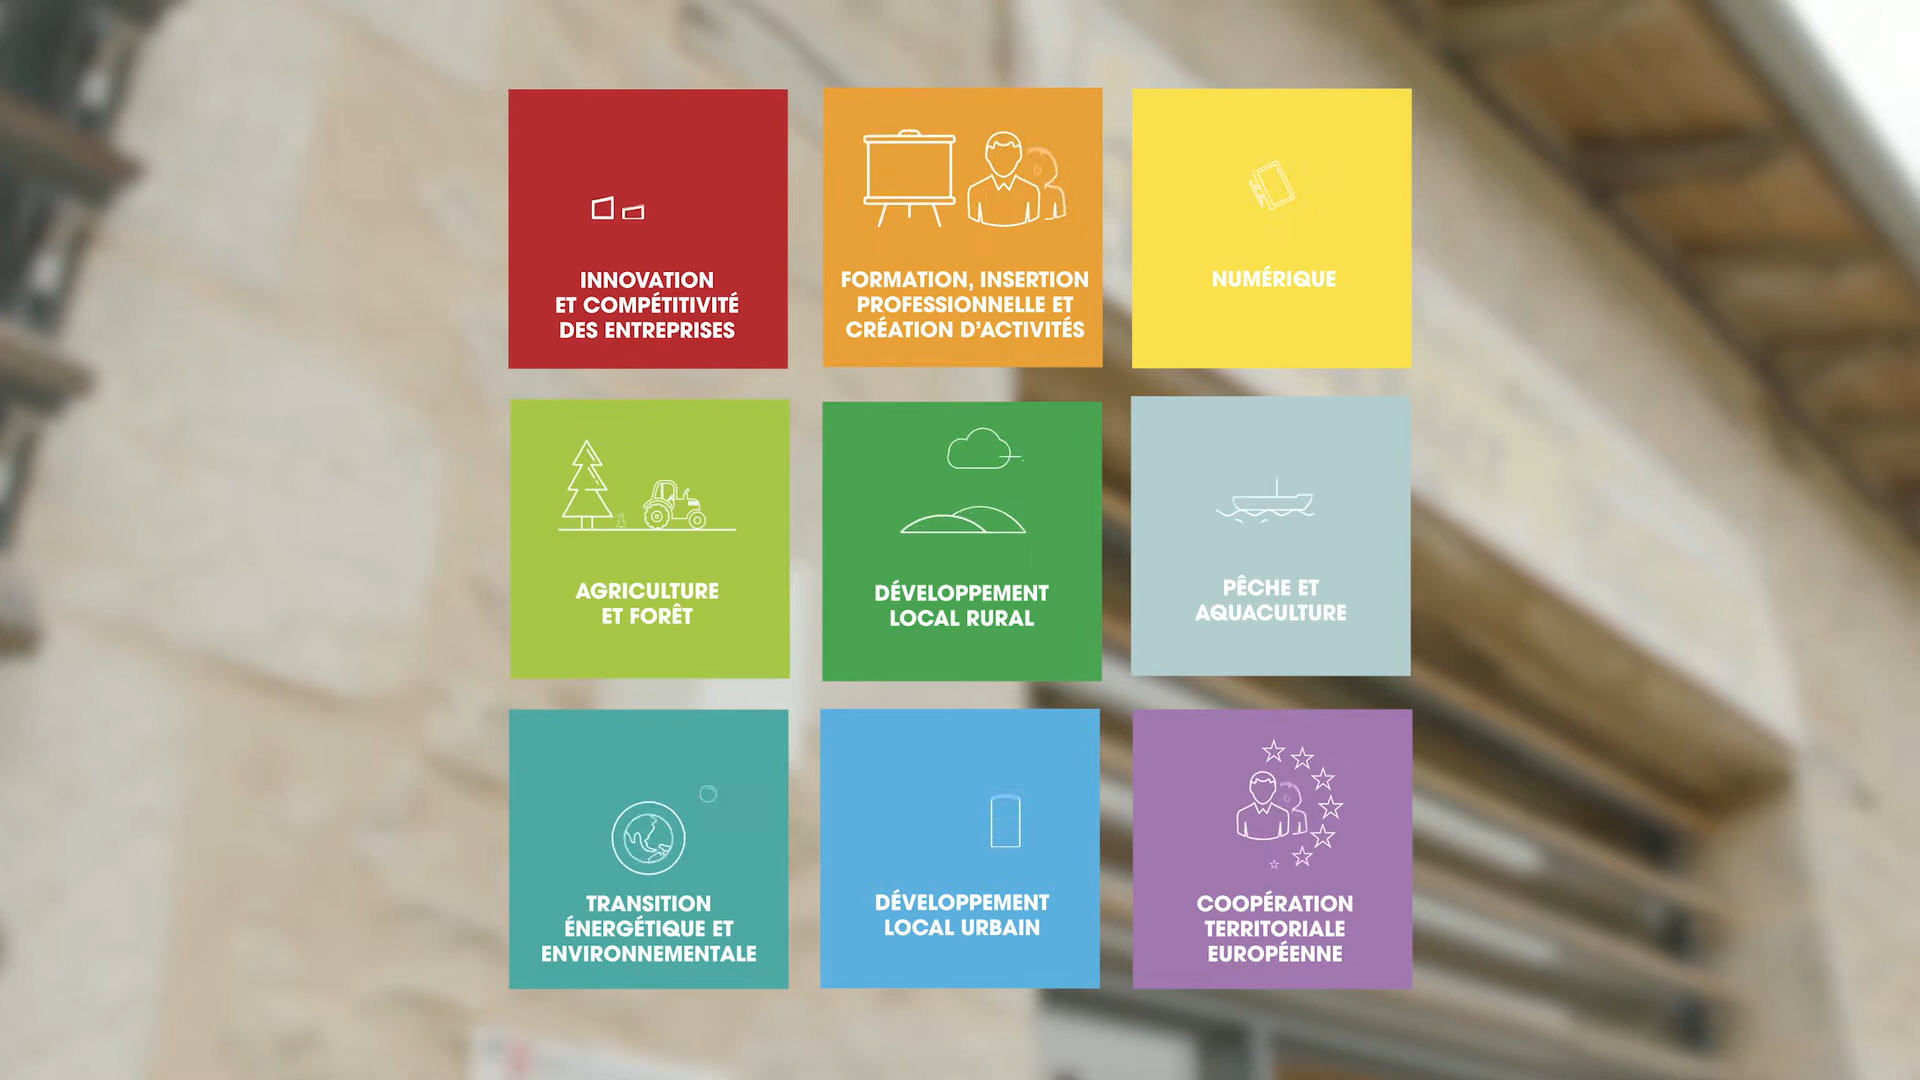 INNOVATION
ET COMPÉTITIVITÉ
DES ENTREPRISES
FORMATION, INSERTION
PROFESSIONNELLE ET
CRÉATION D'ACTIVITÉS
NUMÉRIQUE
AGRICULTURE
ET FORÊT
DÉVELOPPEMENT
LOCAL RURAL
PÊCHE ET
AQUACULTURE
TRANSITION
ÉNERGÉTIQUE ET
ENVIRONNEMENTALE
DÉVELOPPEMENT
LOCAL URBAIN
COOPÉRATION
TERRITORIALE
EUROPÉENNE